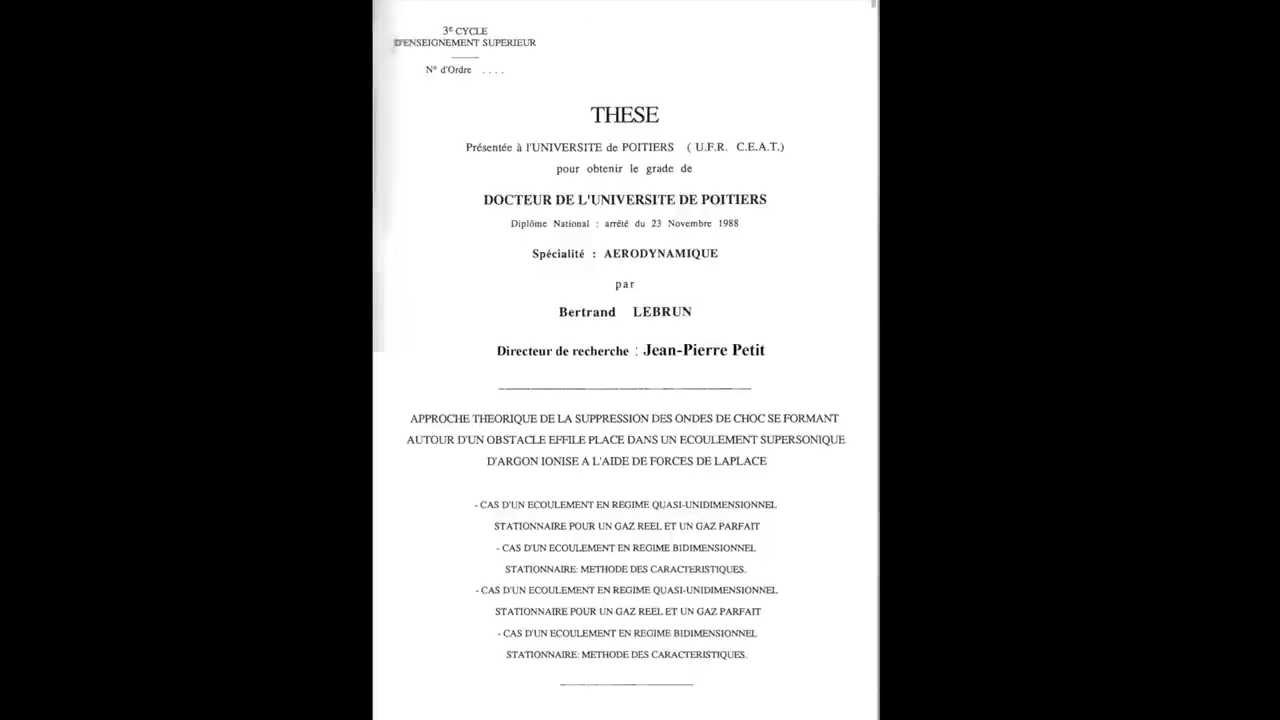 3e CYCLE
D'ENSEIGNEMENT SUPERIEUR
N° d'Ordre ....
THESE
Présentée à l'UNIVERSITE de POITIERS ( U.F.R. C.E.A.T.)
pour obtenir le grade de
DOCTEUR DE L'UNIVERSITE DE POITIERS
Diplôme National : arrêté du 23 Novembre 1988
Spécialité : AERODYNAMIQUE
par
Bertrand LEBRUN
Directeur de recherche : Jean-Pierre Petit
APPROCHE THEORIQUE DE LA SUPPRESSION DES ONDES DE CHOC SE FORMANT
AUTOUR D'UN OBSTACLE EFFILE PLACE DANS UN ECOULEMENT SUPERSONIQUE
D'ARGON IONISE A L'AIDE DE FORCES DE LAPLACE
- CAS D'UN ECOULEMENT EN REGIME QUASI-UNIDIMENSIONNEL
STATIONNAIRE POUR UN GAZ REEL ET UN GAZ PARFAIT
- CAS D'UN ECOULEMENT EN REGIME BIDIMENSIONNEL
STATIONNAIRE: METHODE DES CARACTERISTIQUES.
- CAS D'UN ECOULEMENT EN REGIME QUASI-UNIDIMENSIONNEL
STATIONNAIRE POUR UN GAZ REEL ET UN GAZ PARFAIT
- CAS D'UN ECOULEMENT EN REGIME BIDIMENSIONNEL
STATIONNAIRE: METHODE DES CARACTERISTIQUES.